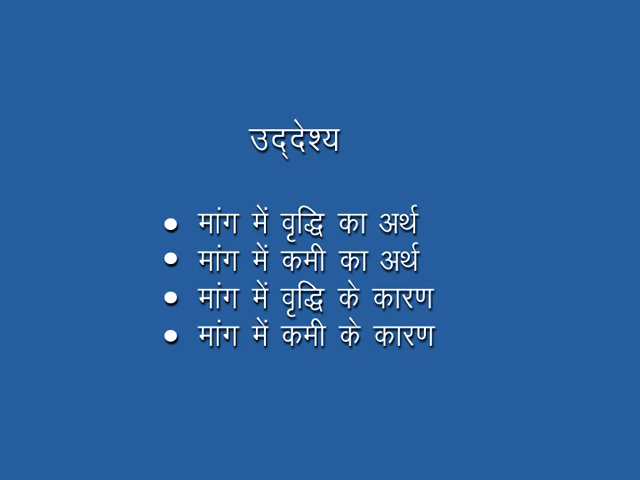 उद्देश्य
• मांग में वृद्धि का अर्थ
• मांग में कमी का अर्थ
• मांग में वृद्धि के कारण
• मांग में कमी के कारण